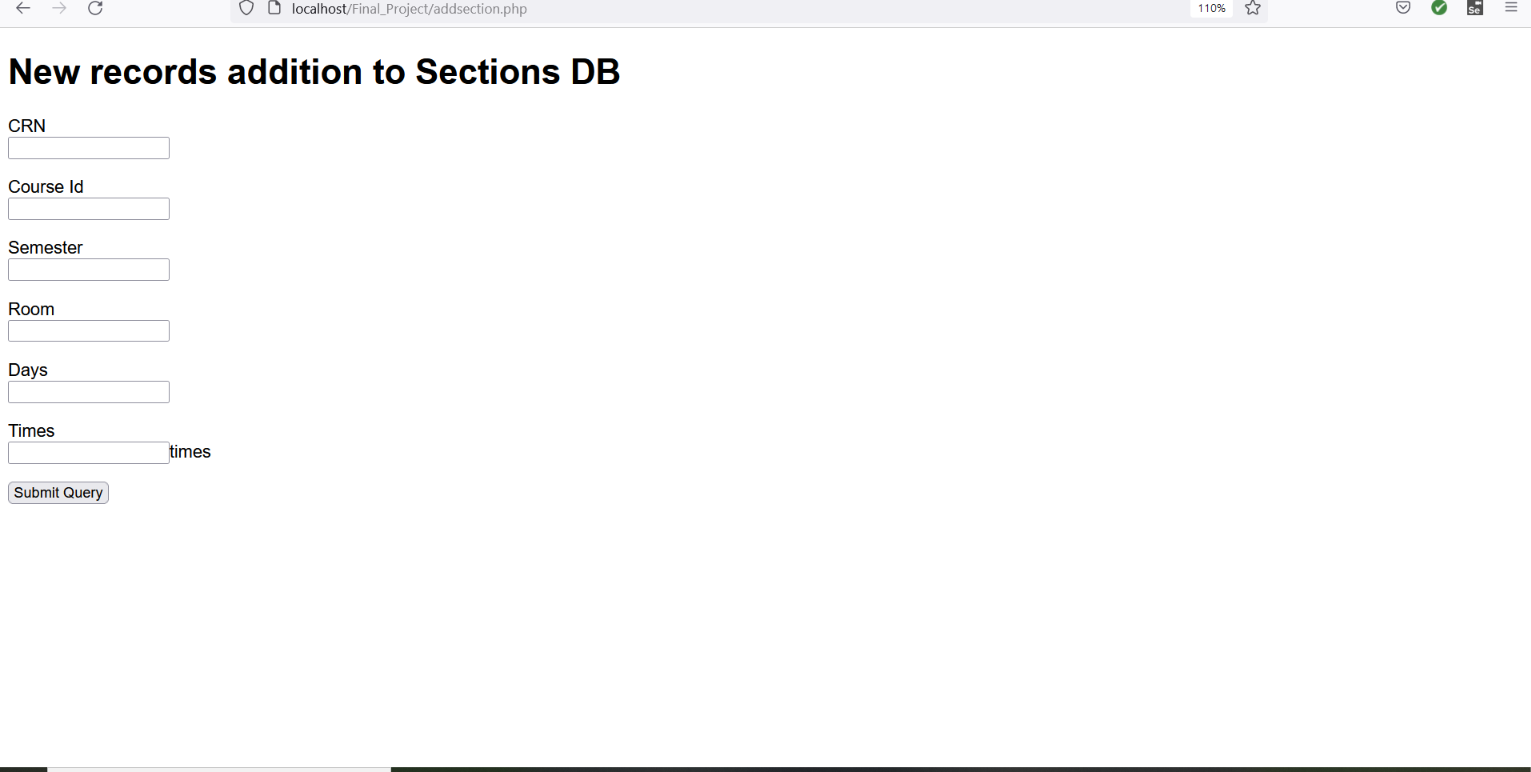 localhost/Final_Project/addsection.php 110% Se
New records addition to Sections DB
CRN
Course Id
Semester
Room
Days
Times
times
Submit Query